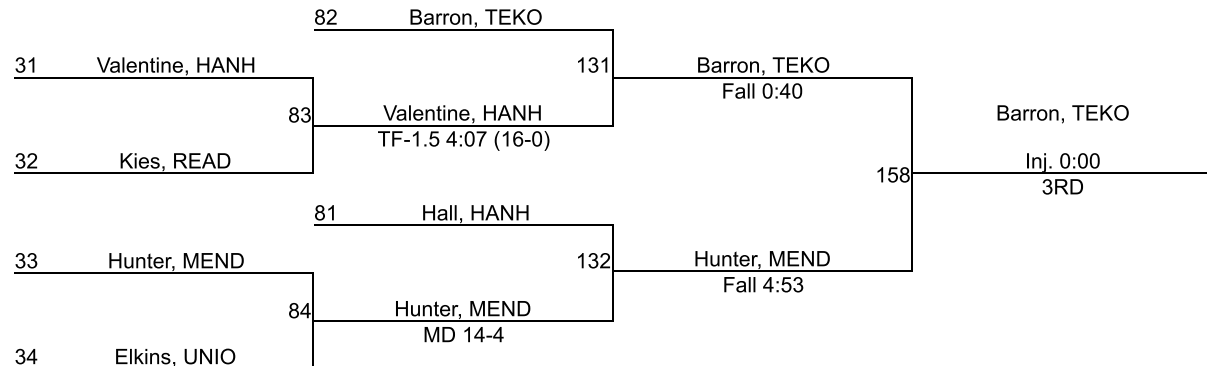 82 Barron, TEKO
31 Valentine, HANH
131 Barron, TEKO
Fall 0:40
83 Valentine, HANH
TF-1.5 4:07 (16-0)
Barron, TEKO
32 Kies, READ
158 Inj. 0:00
3RD
81 Hall, HANH
33 Hunter, MEND
132 Hunter, MEND
Fall 4:53
84 Hunter, MEND
MD 14-4
34 Elkins, UNIO